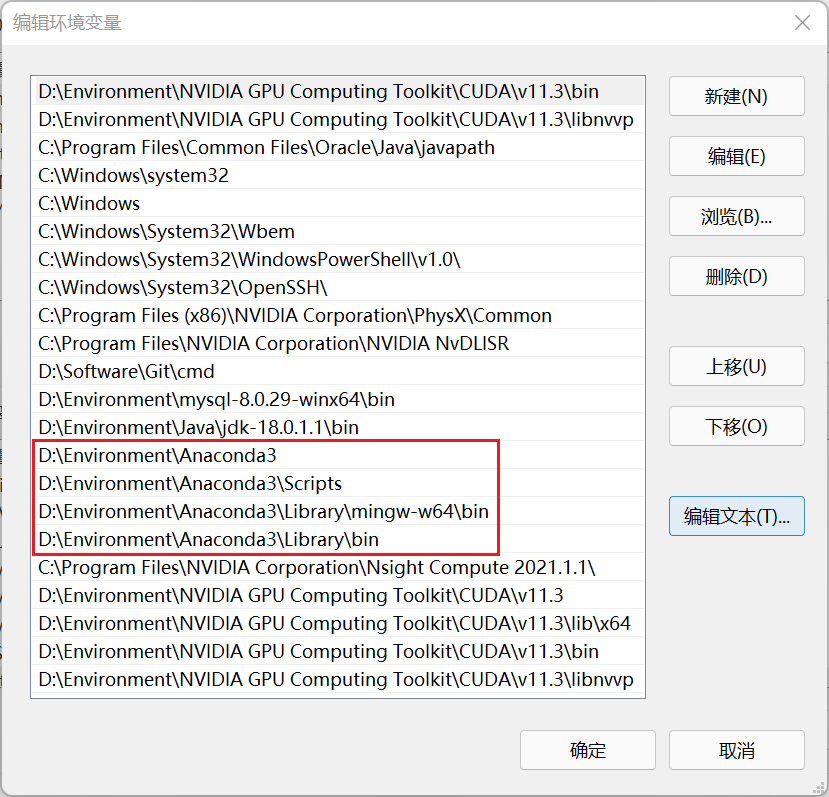 编辑环境变量
D:\Environment\NVIDIA GPU Computing Toolkit\CUDA\v11.3\bin
D:\Environment\NVIDIA GPU Computing Toolkit\CUDA\v11.3\libnvvp
C:\Program Files\Common Files\Oracle\Java\javapath
C:\Windows\system32
C:\Windows
C:\Windows\System32\Wbem
C:\Windows\System32\WindowsPowerShell\v1.0\
C:\Windows\System32\OpenSSH\
C:\Program Files (x86)\NVIDIA Corporation\PhysX\Common
C:\Program Files\NVIDIA Corporation\NVIDIA NvDLISR
D:\Software\Git\cmd
D:\Environment\mysql-8.0.29-winx64\bin
D:\Environment\Java\jdk-18.0.1.1\bin
D:\Environment\Anaconda3
D:\Environment\Anaconda3\Scripts
D:\Environment\Anaconda3\Library\mingw-w64\bin
D:\Environment\Anaconda3\Library\bin
C:\Program Files\NVIDIA Corporation\Nsight Compute 2021.1.1\
D:\Environment\NVIDIA GPU Computing Toolkit\CUDA\v11.3
D:\Environment\NVIDIA GPU Computing Toolkit\CUDA\v11.3\lib\x64
D:\Environment\NVIDIA GPU Computing Toolkit\CUDA\v11.3\bin
D:\Environment\NVIDIA GPU Computing Toolkit\CUDA\v11.3\libnvvp
新建(N)
编辑(E)
浏览(B)...
删除(D)
上移(U)
下移(O)
编辑文本(T)...
确定
取消